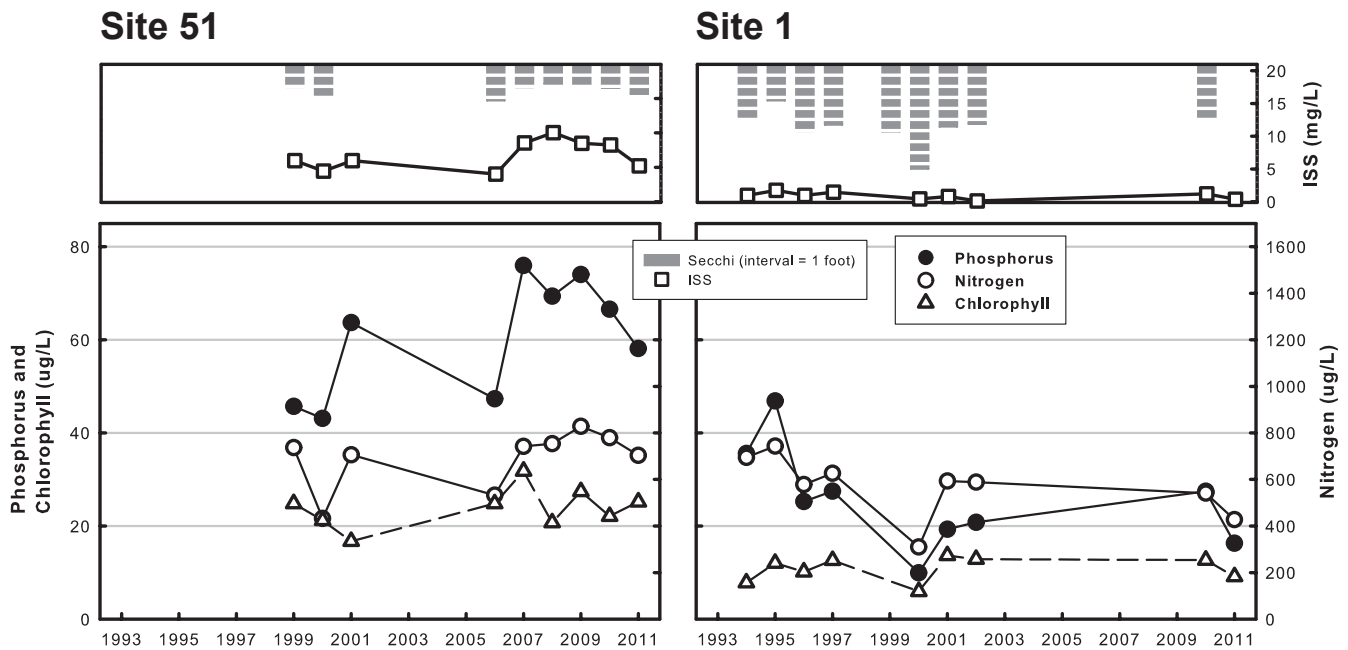 Site 51
Site 1
20
15
10
5
0
ISS (mg/L)
80
60
40
20
0
Phosphorus and
Chlorophyll (ug/L)
Secchi (interval = 1 foot)
ISS
Phosphorus
Nitrogen
Chlorophyll
1600
1400
1200
1000
800
600
400
200
0
Nitrogen (ug/L)
1993 1995 1997 1999 2001 2003 2005 2007 2009 2011
1993 1995 1997 1999 2001 2003 2005 2007 2009 2011